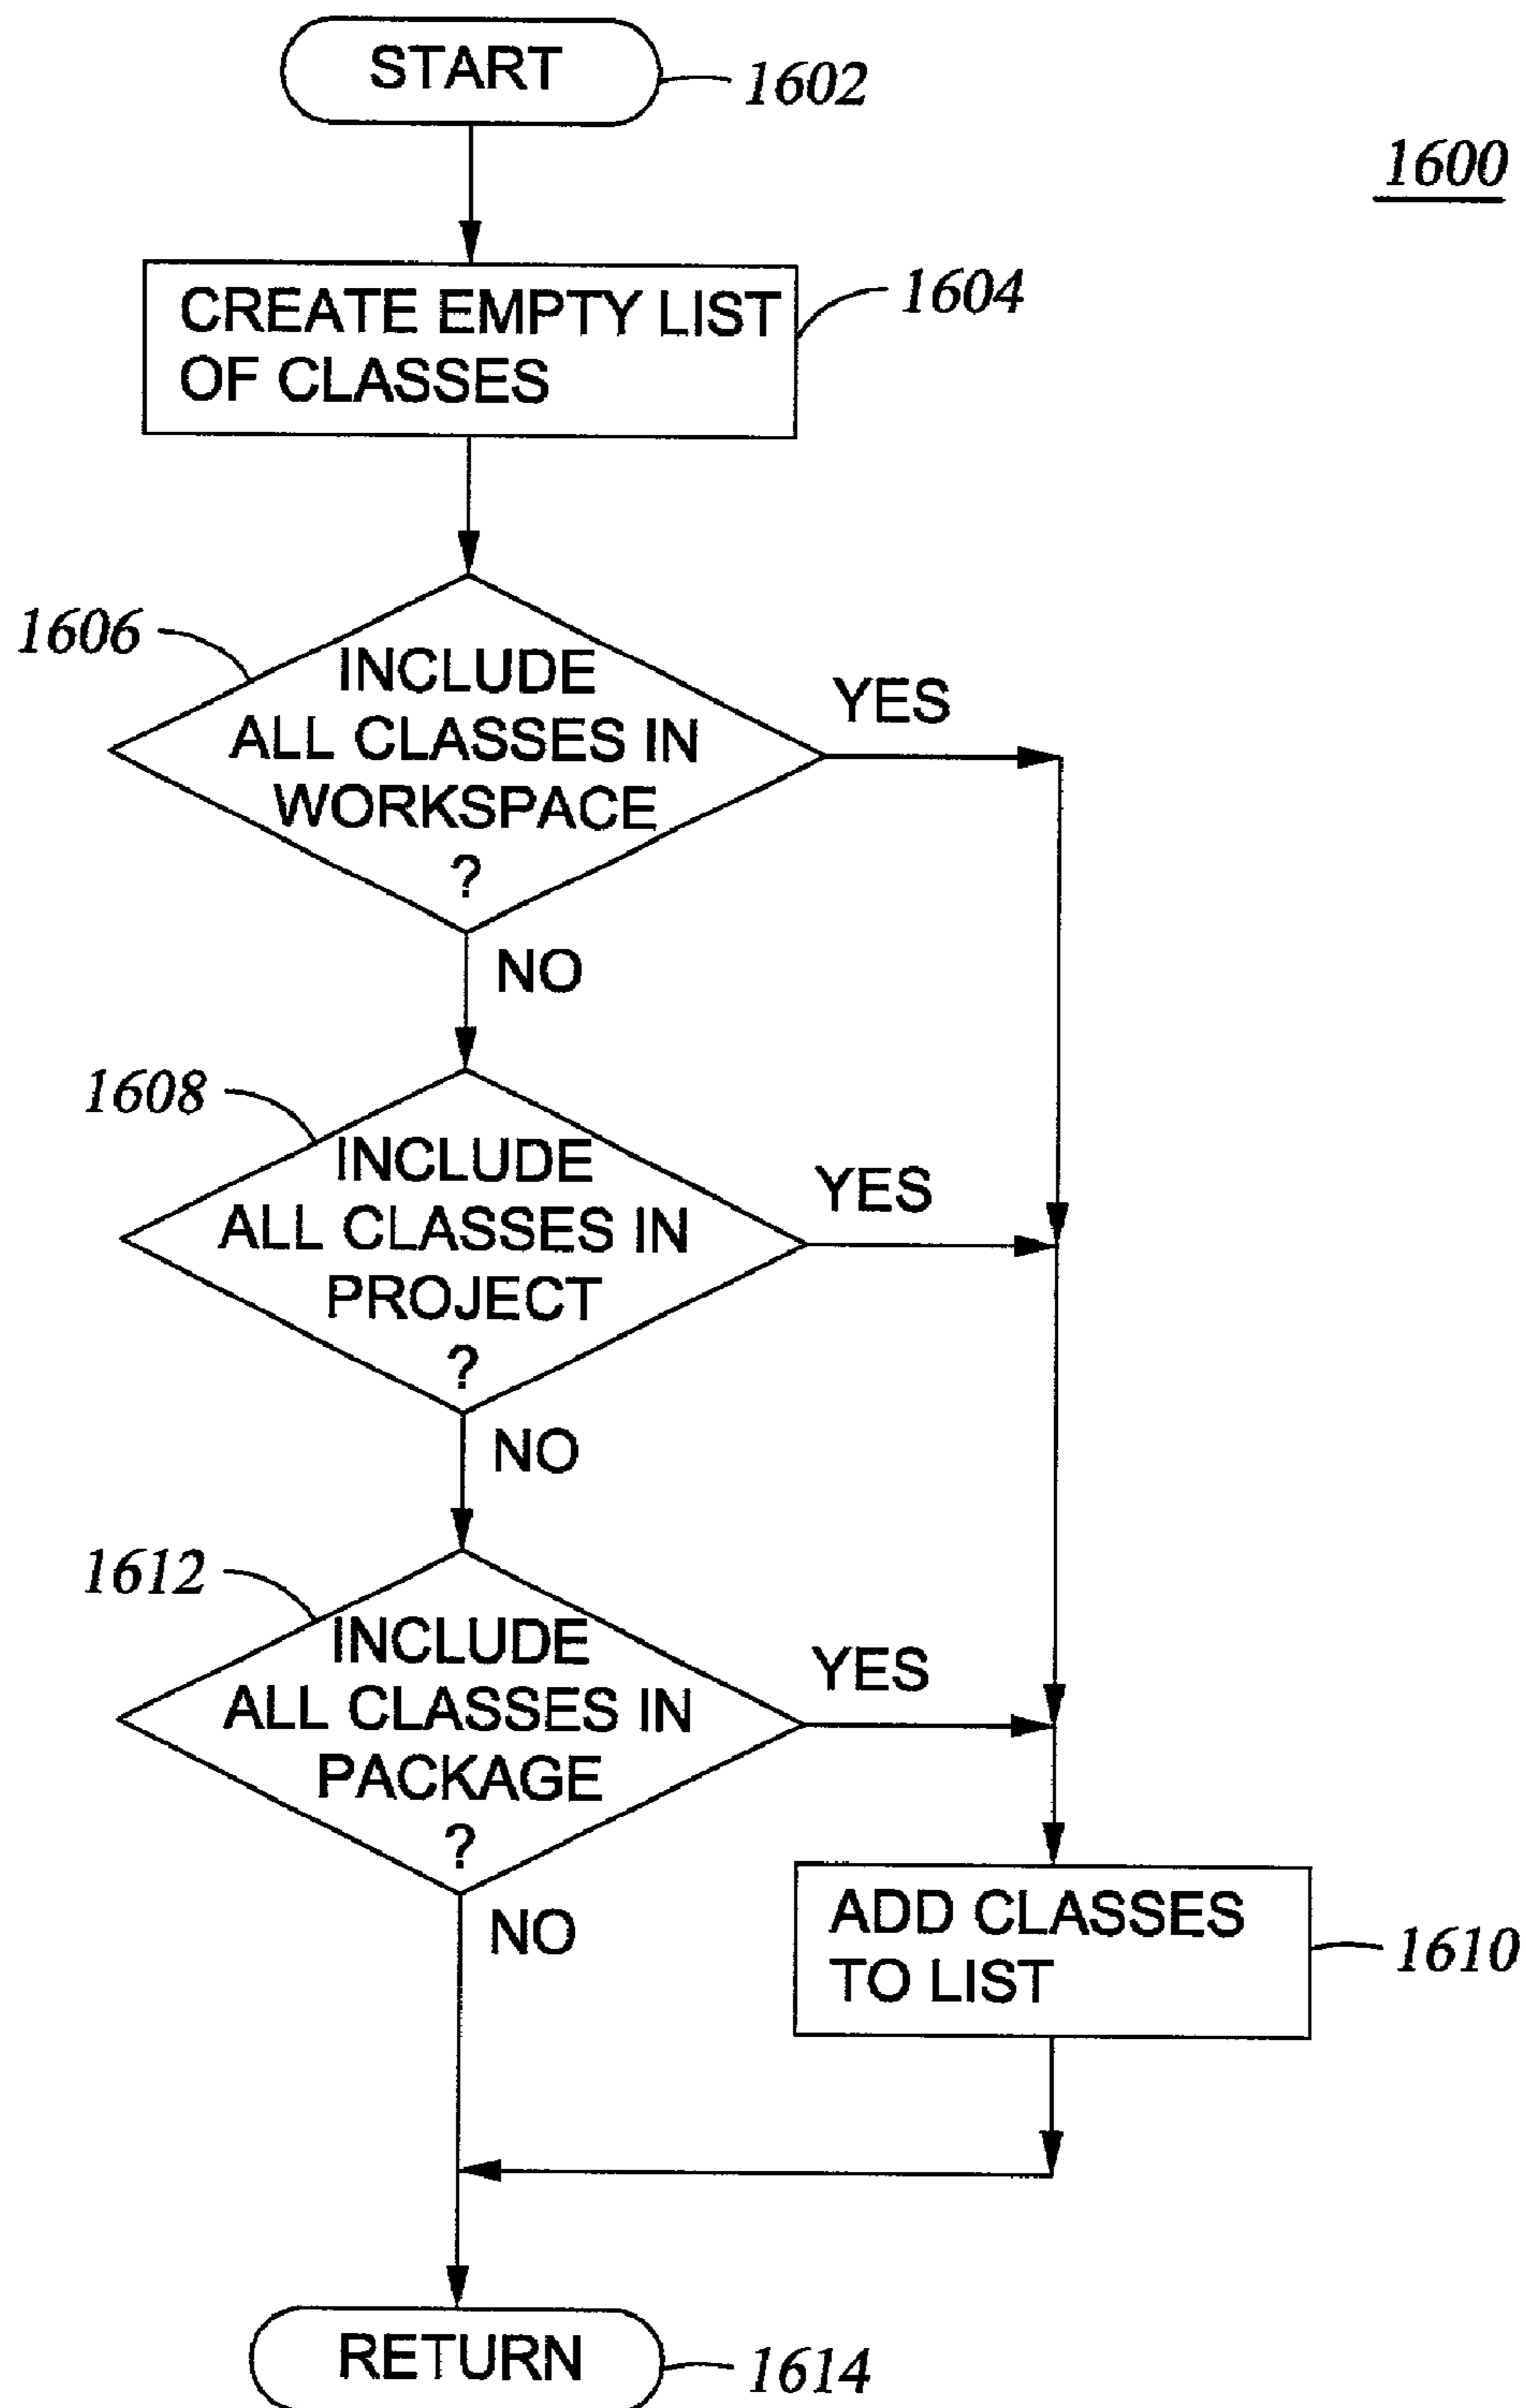 START
1602
1600
CREATE EMPTY LIST
OF CLASSES
1604
1606
INCLUDE
ALL CLASSES IN
WORKSPACE
?
YES
NO
1608
INCLUDE
ALL CLASSES IN
PROJECT
?
YES
NO
1612
INCLUDE
ALL CLASSES IN
PACKAGE
?
YES
NO
ADD CLASSES
TO LIST
1610
RETURN
1614